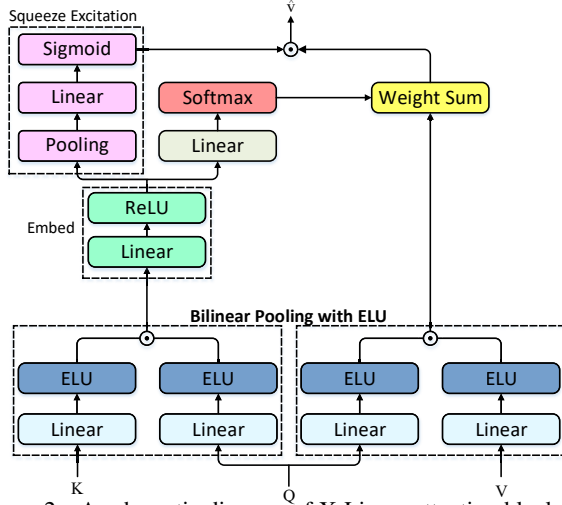 Squeeze Excitation
v̂
Sigmoid
Linear
Softmax
Weight Sum
Pooling
Linear
ReLU
Embed
Linear
Bilinear Pooling with ELU
ELU
ELU
ELU
ELU
Linear
Linear
Linear
Linear
K
Q
V